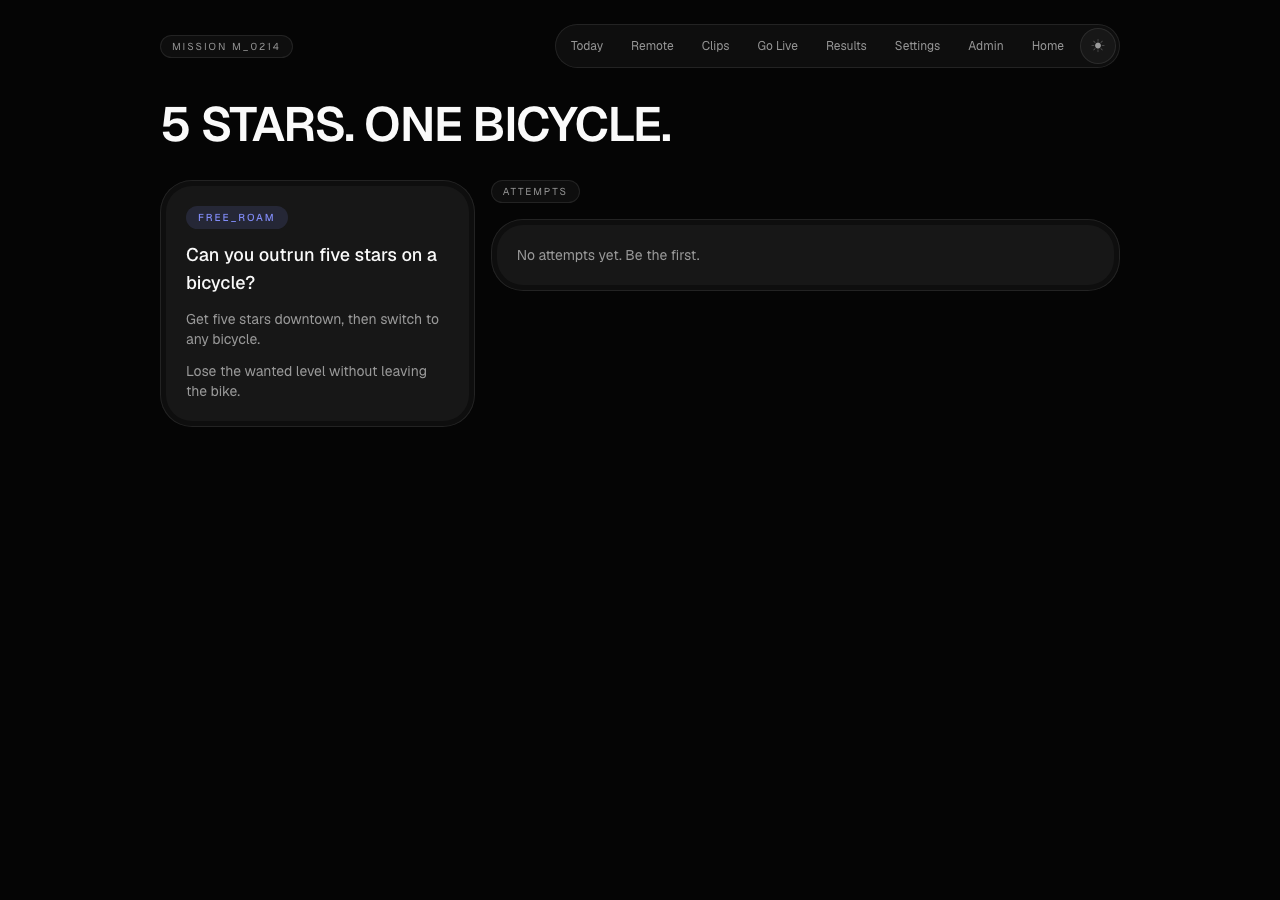 MISSION M_0214
Today Remote Clips Go Live Results Settings Admin Home
5 STARS. ONE BICYCLE.
FREE_ROAM
Can you outrun five stars on a
bicycle?
Get five stars downtown, then switch to
any bicycle.
Lose the wanted level without leaving
the bike.
ATTEMPTS
No attempts yet. Be the first.